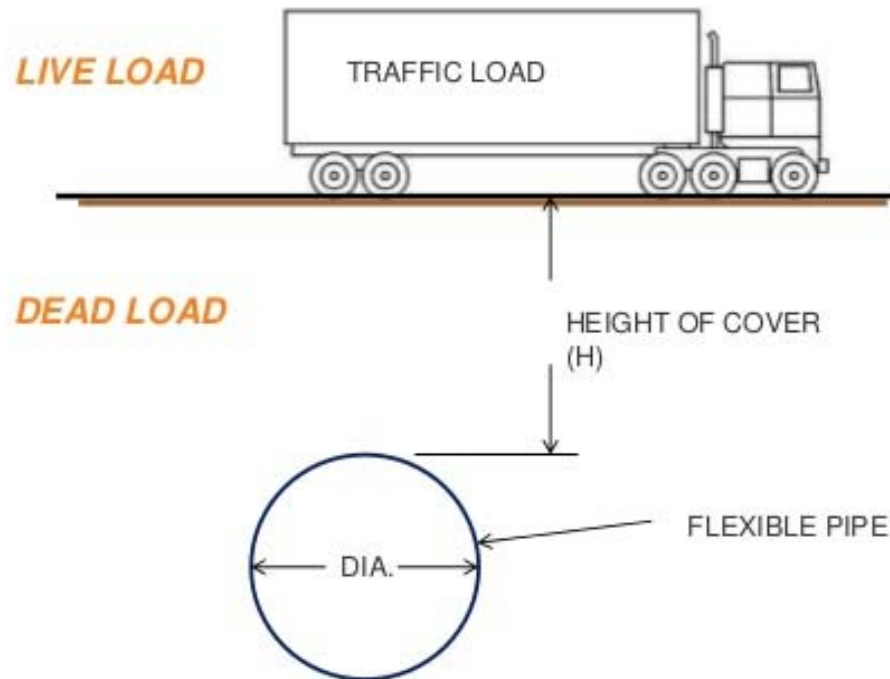 LIVE LOAD
TRAFFIC LOAD
DEAD LOAD
HEIGHT OF COVER
(H)
FLEXIBLE PIPE
DIA.